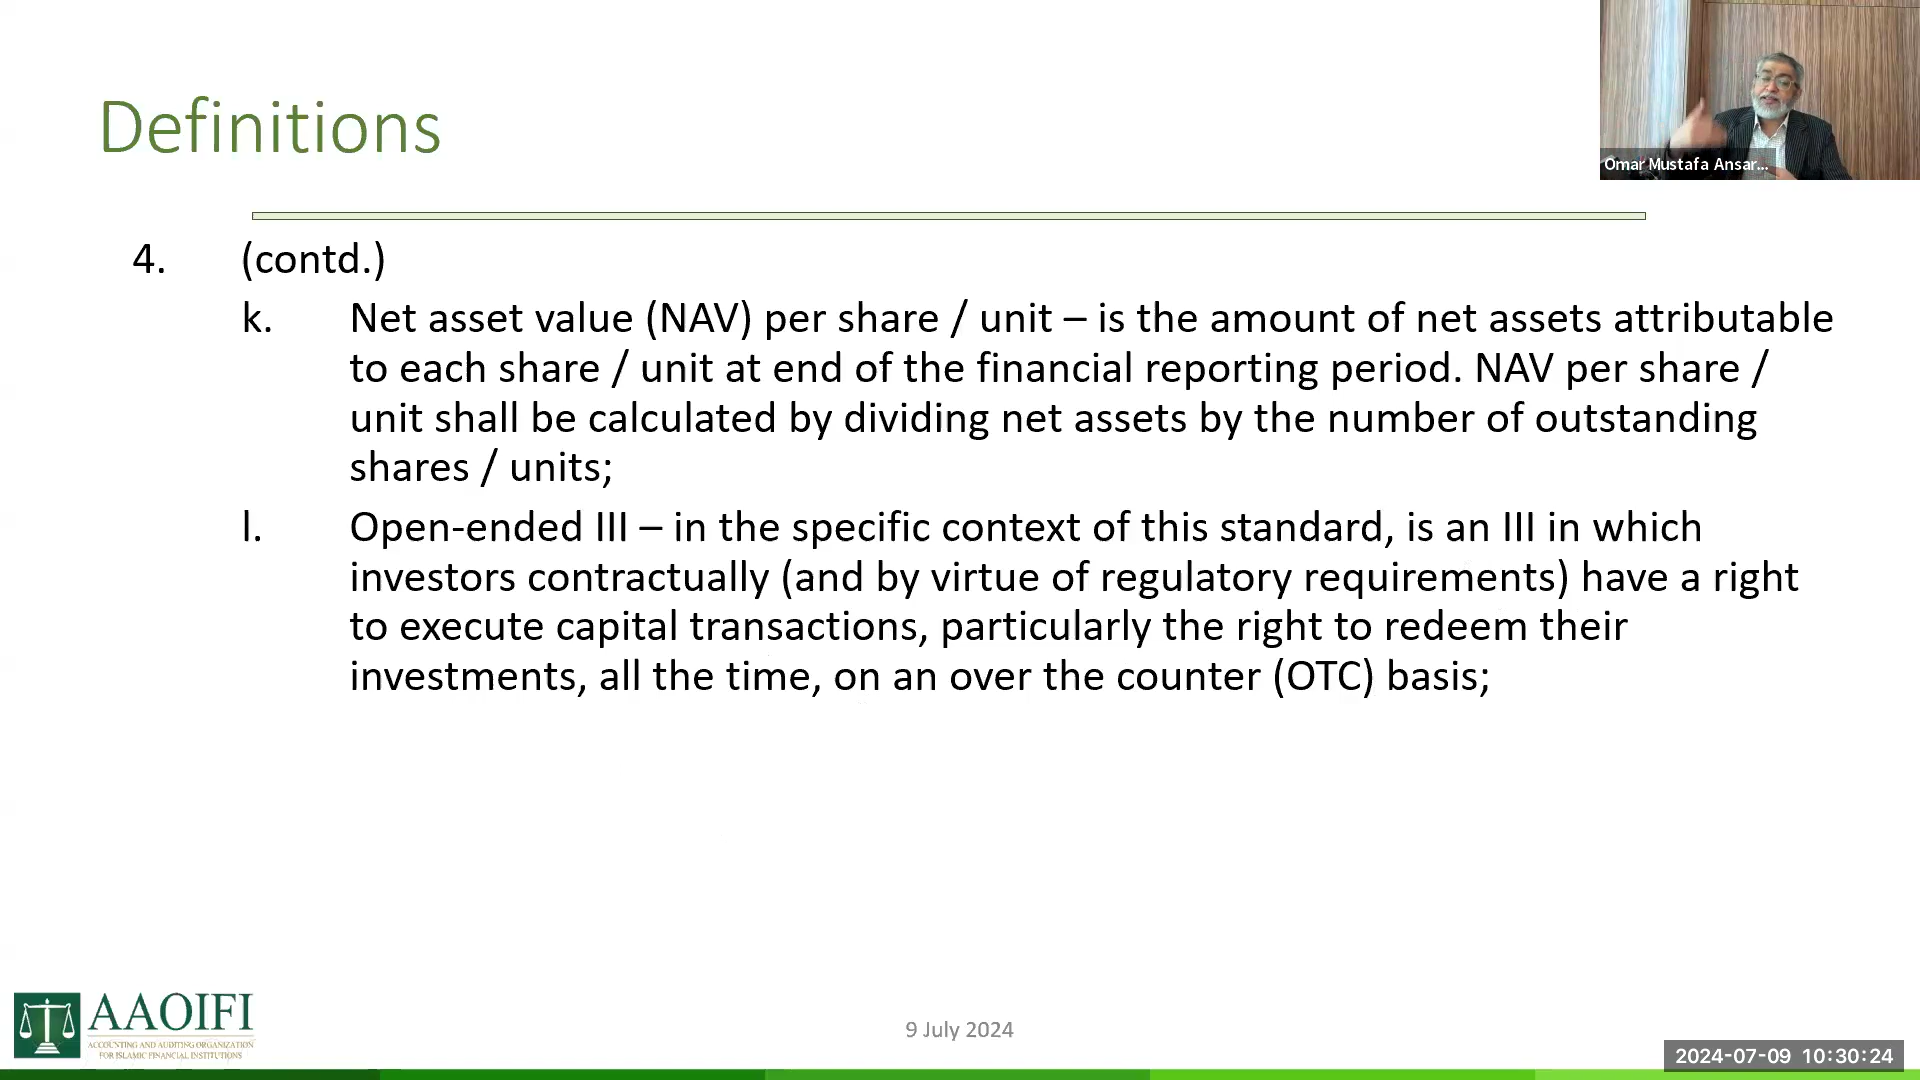 Definitions
Omar Mustafa Ansar...
4. (contd.)
k. Net asset value (NAV) per share / unit – is the amount of net assets attributable
to each share / unit at end of the financial reporting period. NAV per share /
unit shall be calculated by dividing net assets by the number of outstanding
shares / units;
l. Open-ended III – in the specific context of this standard, is an III in which
investors contractually (and by virtue of regulatory requirements) have a right
to execute capital transactions, particularly the right to redeem their
investments, all the time, on an over the counter (OTC) basis;
AAOIFI
ACCOUNTING AND AUDITING ORGANIZATION
FOR ISLAMIC FINANCIAL INSTITUTIONS
9 July 2024
2024-07-09 10:30:24